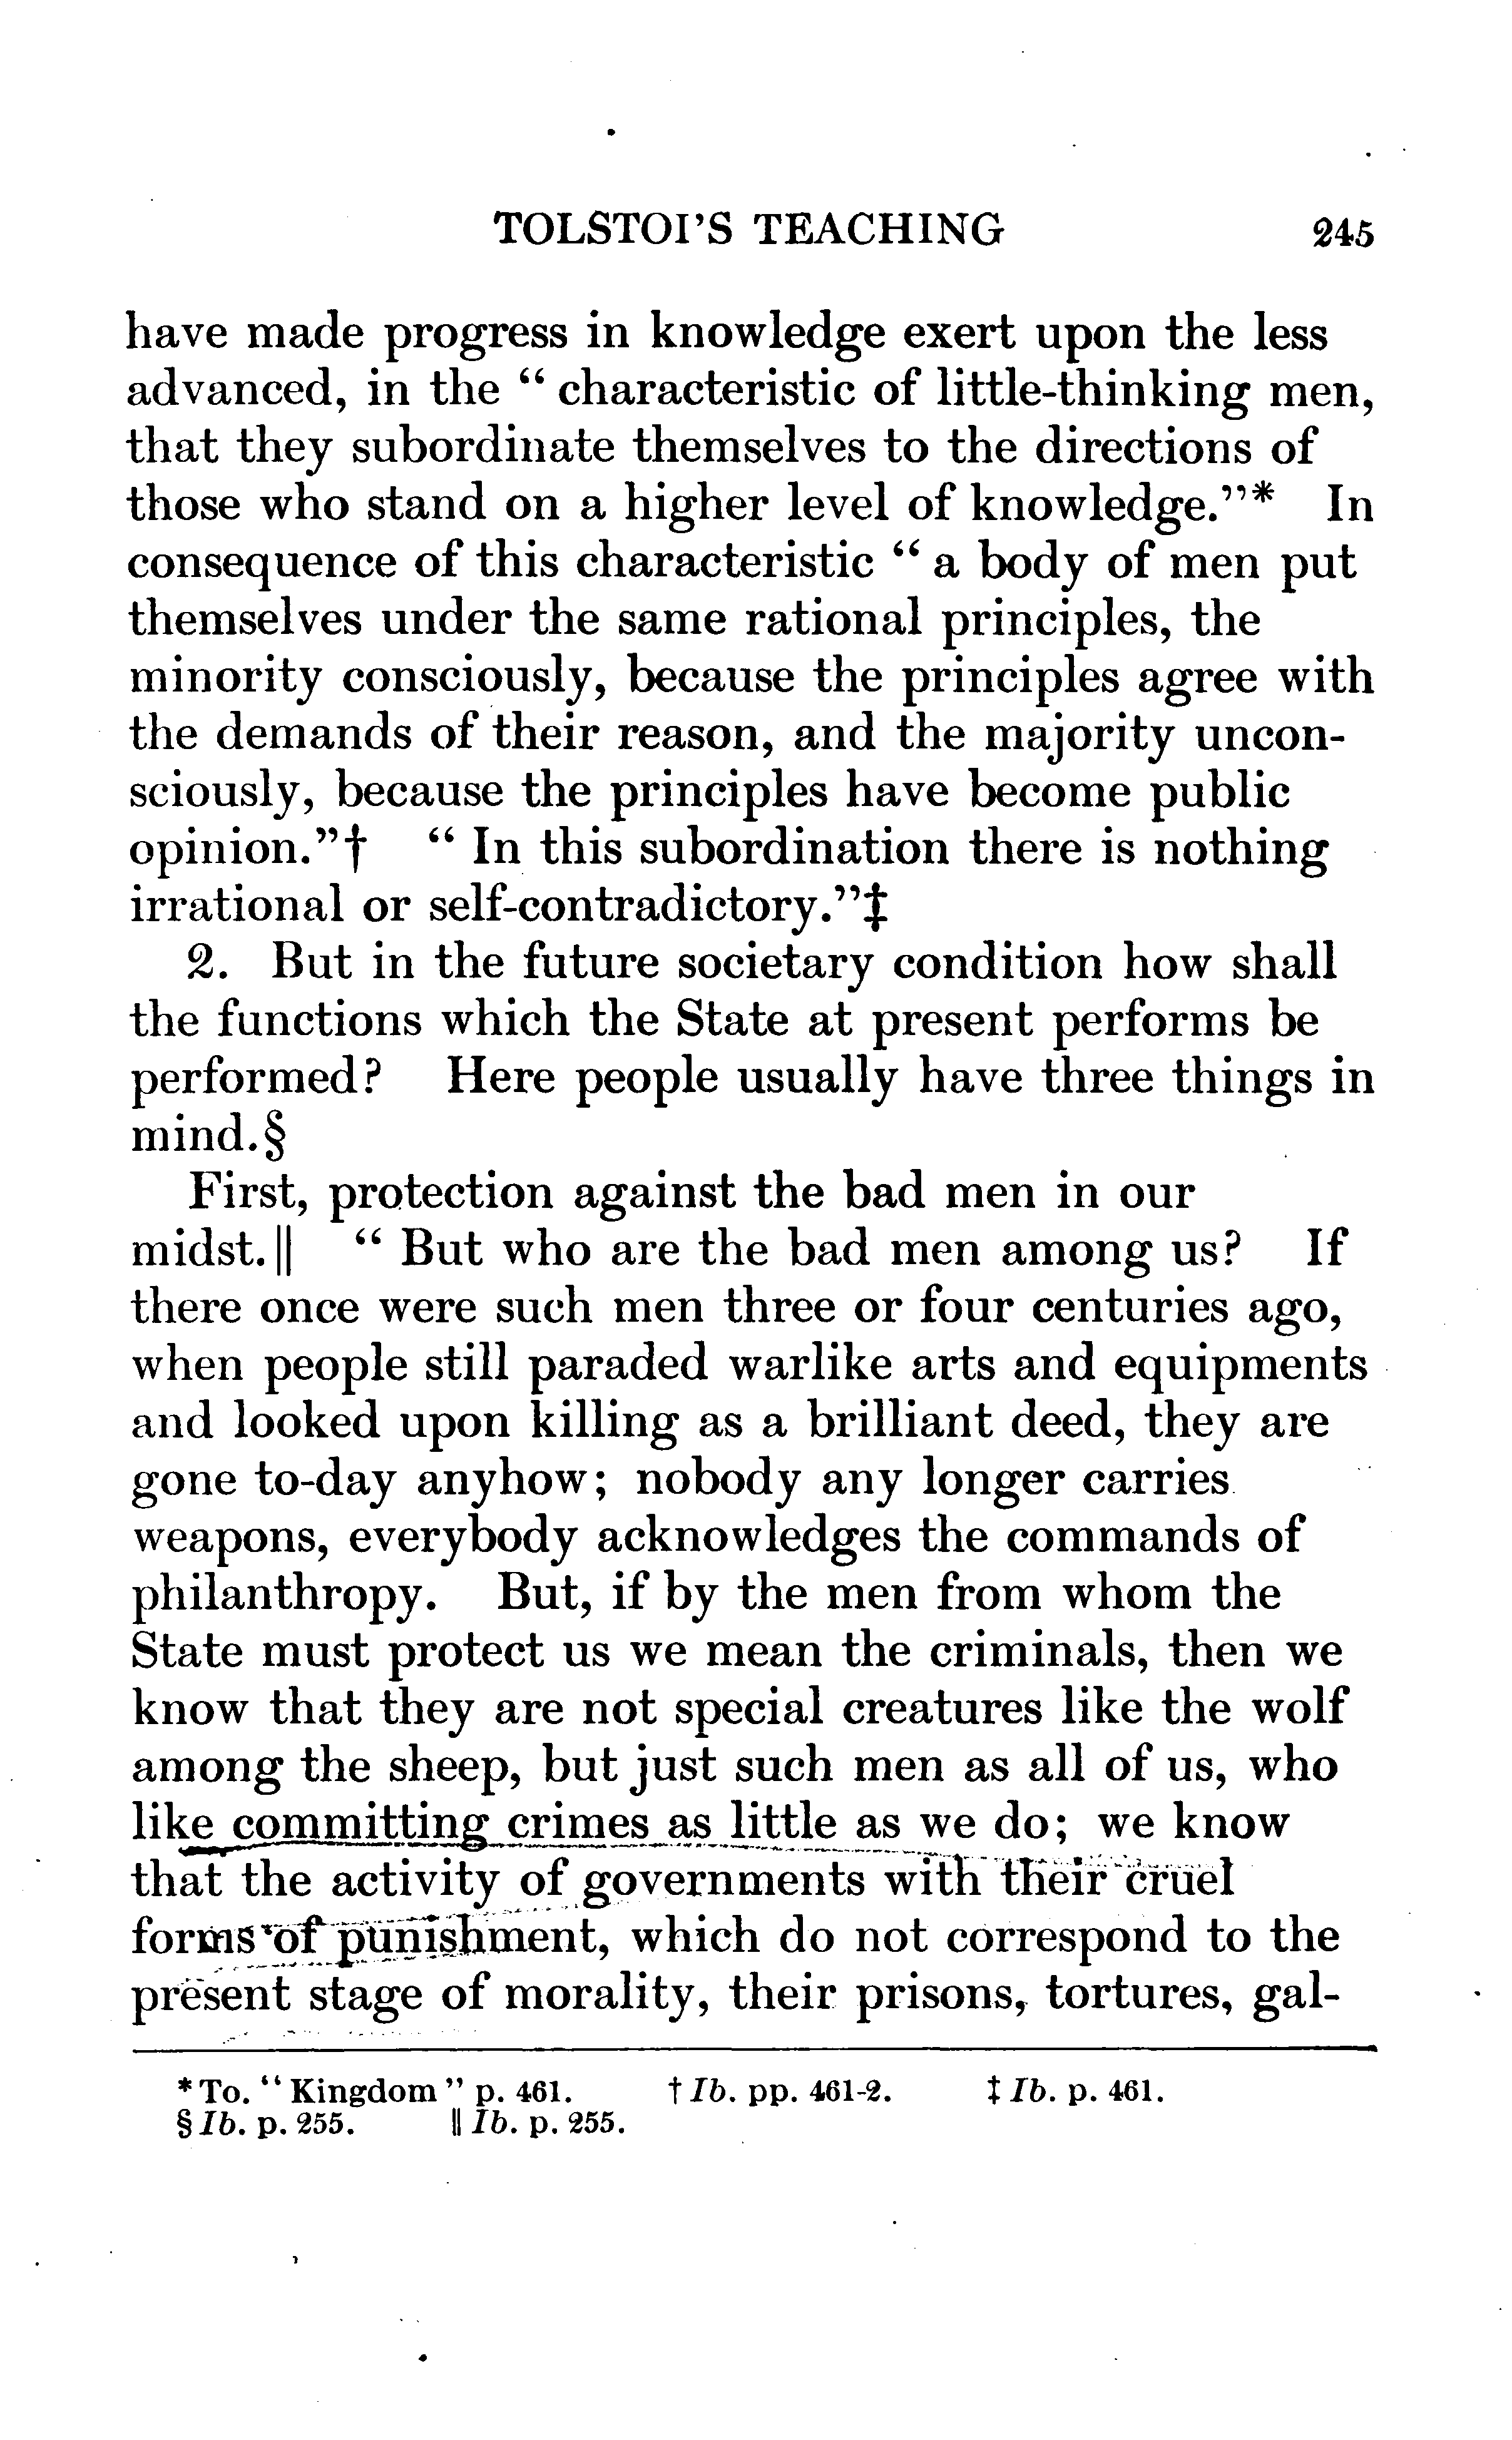 TOLSTOI'S TEACHING 245
have made progress in knowledge exert upon the less
advanced, in the “ characteristic of little-thinking men,
that they subordinate themselves to the directions of
those who stand on a higher level of knowledge.”* In
consequence of this characteristic “ a body of men put
themselves under the same rational principles, the
minority consciously, because the principles agree with
the demands of their reason, and the majority uncon-
sciously, because the principles have become public
opinion.”† “ In this subordination there is nothing
irrational or self-contradictory.”‡
2. But in the future societary condition how shall
the functions which the State at present performs be
performed? Here people usually have three things in
mind.§
First, protection against the bad men in our
midst.‖ “ But who are the bad men among us? If
there once were such men three or four centuries ago,
when people still paraded warlike arts and equipments
and looked upon killing as a brilliant deed, they are
gone to-day anyhow; nobody any longer carries
weapons, everybody acknowledges the commands of
philanthropy. But, if by the men from whom the
State must protect us we mean the criminals, then we
know that they are not special creatures like the wolf
among the sheep, but just such men as all of us, who
like committing crimes as little as we do; we know
that the activity of governments with their cruel
forms of punishment, which do not correspond to the
present stage of morality, their prisons, tortures, gal-
* To. “ Kingdom ” p. 461. † Ib. pp. 461-2. ‡ Ib. p. 461.
§ Ib. p. 255. ‖ Ib. p. 255.